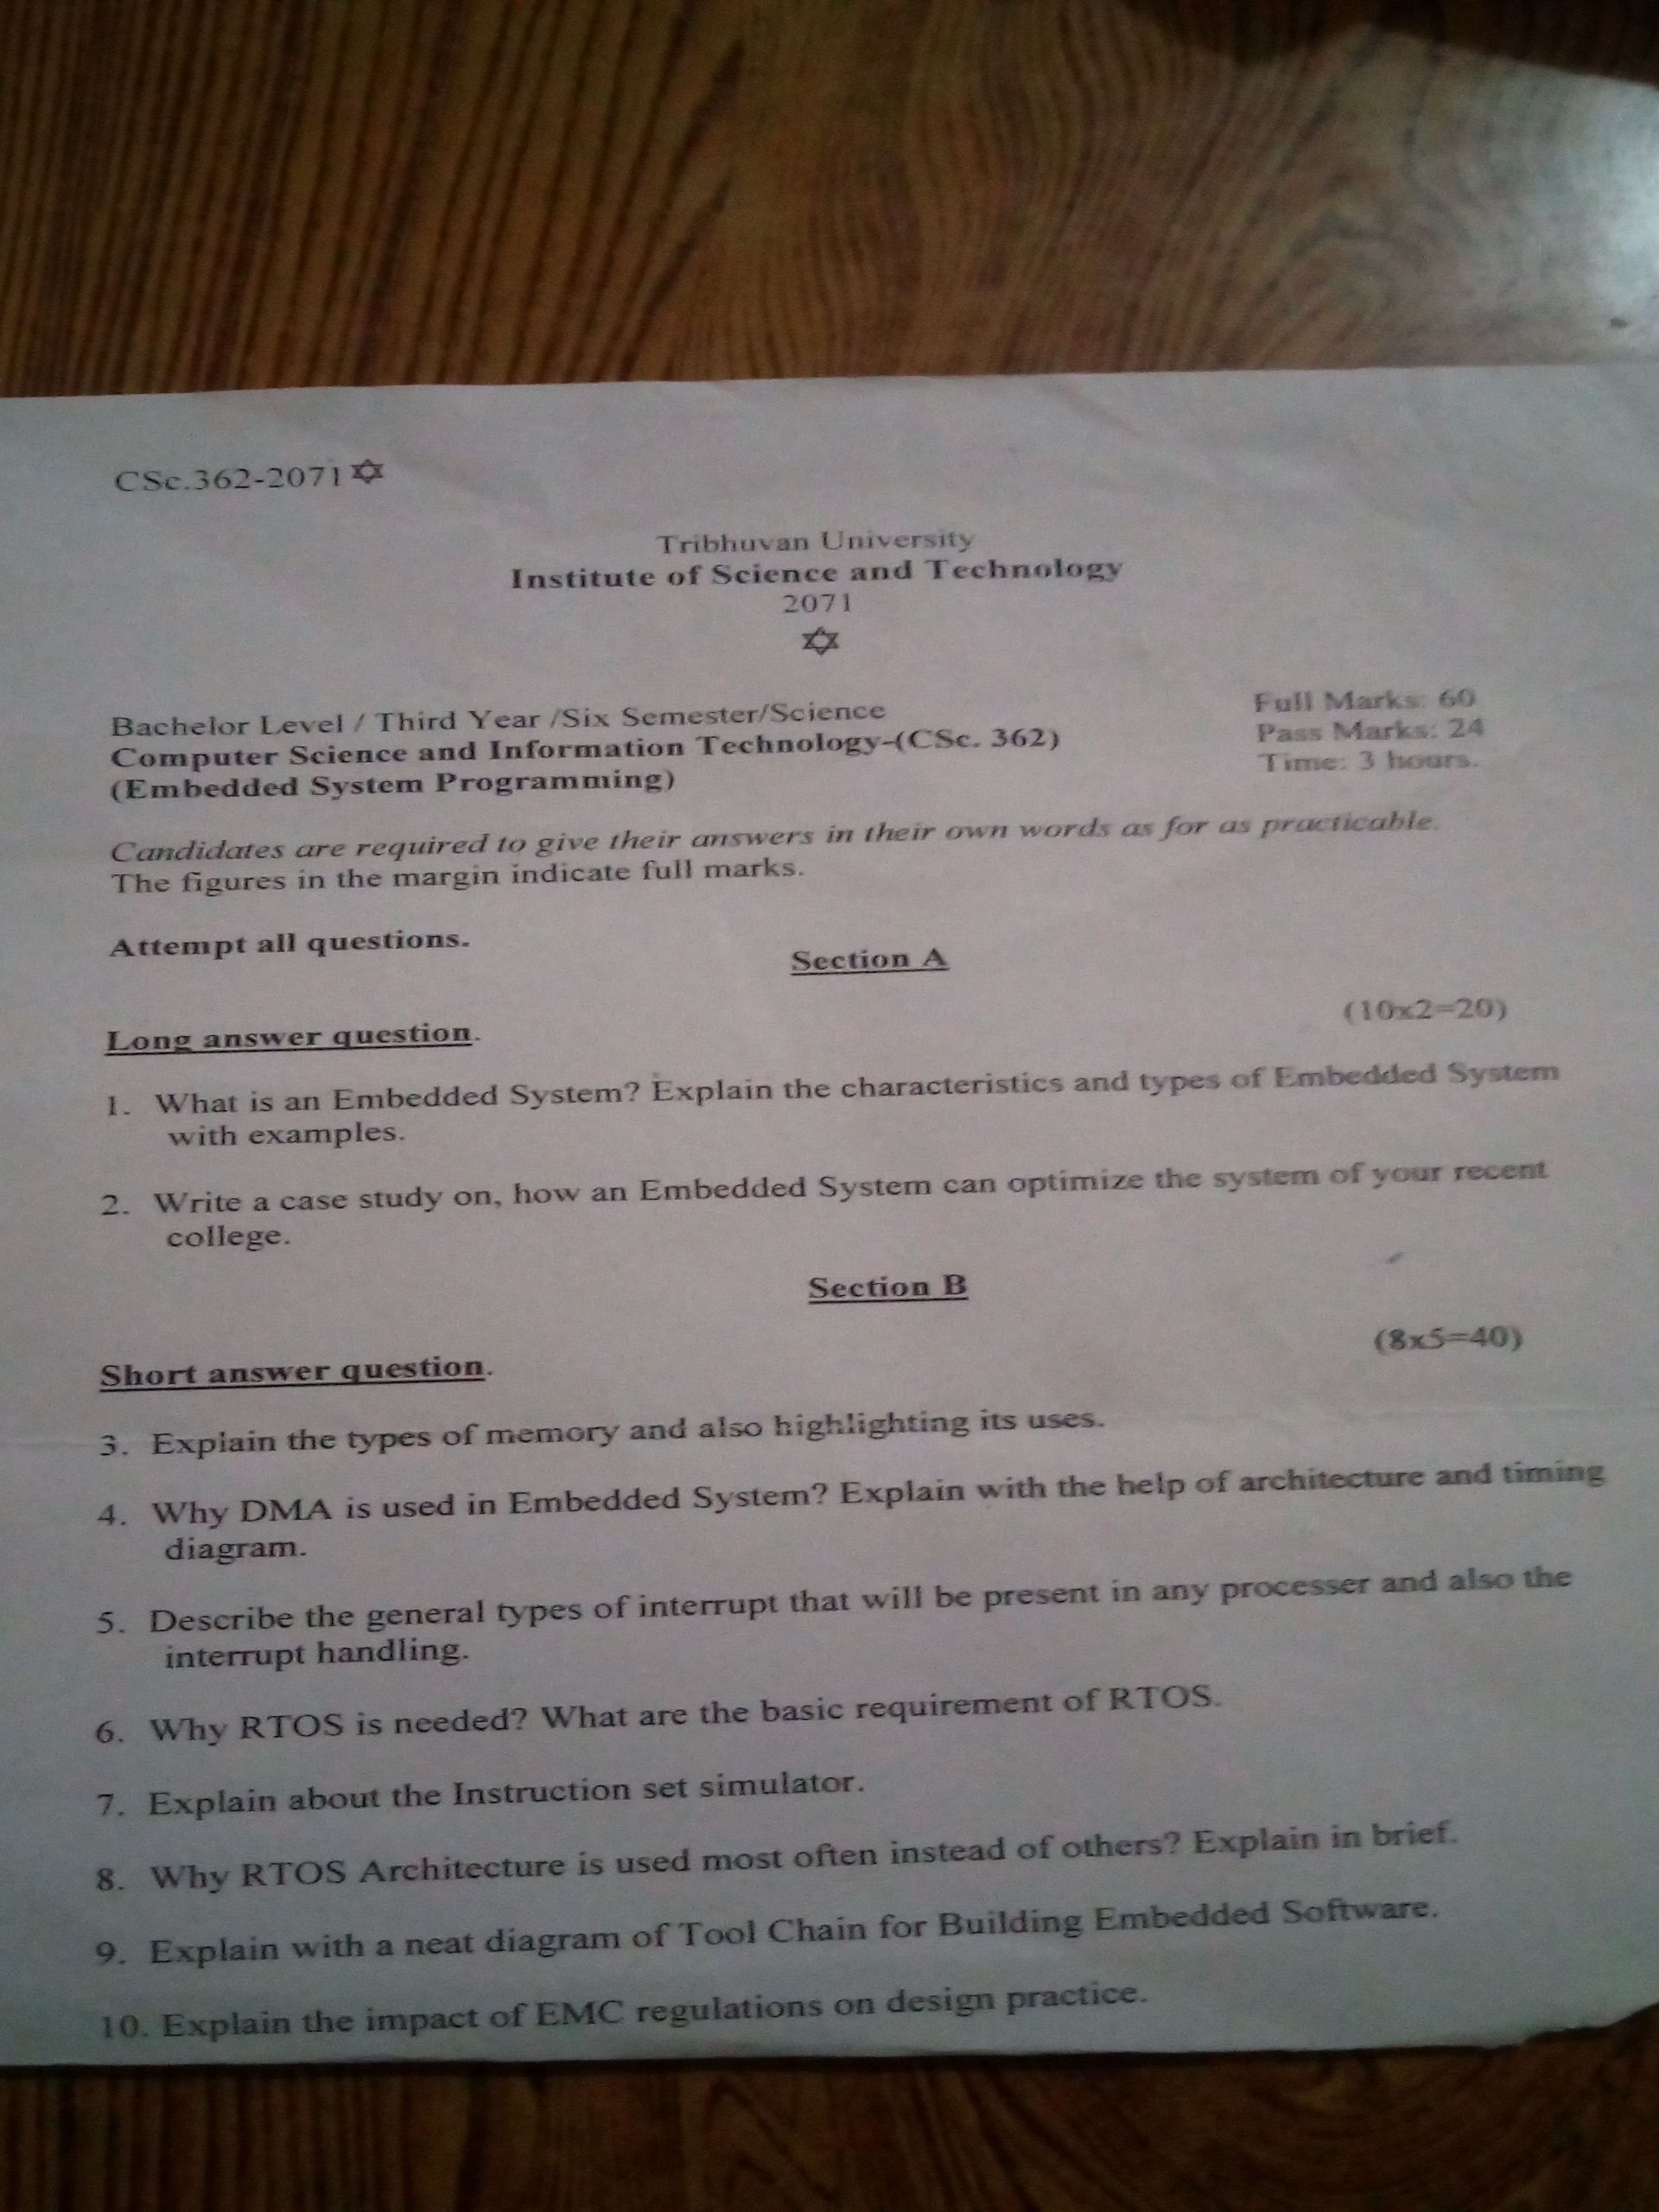 CSc.362-2071 ✡
Tribhuvan University
Institute of Science and Technology
2071
✡
Bachelor Level / Third Year /Six Semester/Science
Full Marks: 60
Computer Science and Information Technology-(CSc. 362)
Pass Marks: 24
(Embedded System Programming)
Time: 3 hours.
Candidates are required to give their answers in their own words as for as practicable.
The figures in the margin indicate full marks.
Attempt all questions.
Section A
Long answer question.
(10x2=20)
1. What is an Embedded System? Explain the characteristics and types of Embedded System
with examples.
2. Write a case study on, how an Embedded System can optimize the system of your recent
college.
Section B
Short answer question.
(8x5=40)
3. Explain the types of memory and also highlighting its uses.
4. Why DMA is used in Embedded System? Explain with the help of architecture and timing
diagram.
5. Describe the general types of interrupt that will be present in any processer and also the
interrupt handling.
6. Why RTOS is needed? What are the basic requirement of RTOS.
7. Explain about the Instruction set simulator.
8. Why RTOS Architecture is used most often instead of others? Explain in brief.
9. Explain with a neat diagram of Tool Chain for Building Embedded Software.
10. Explain the impact of EMC regulations on design practice.